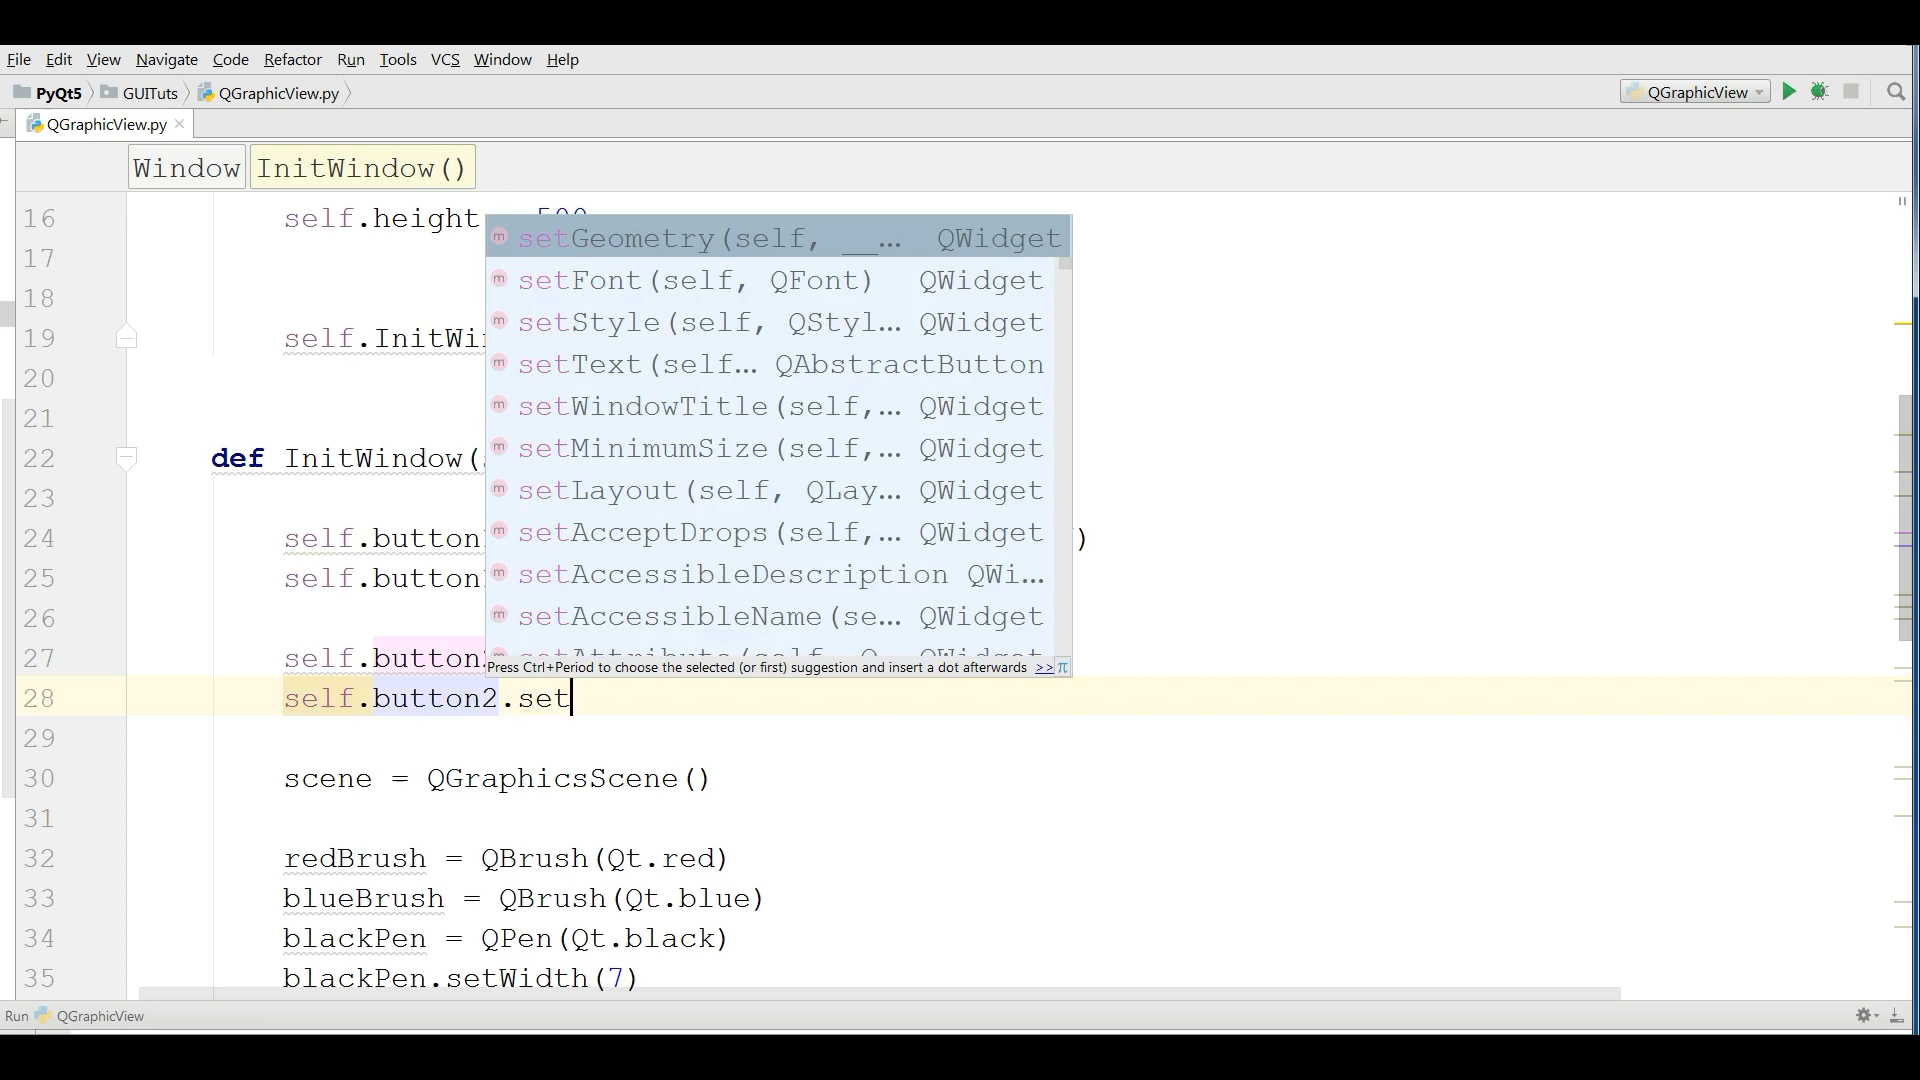 File Edit View Navigate Code Refactor Run Tools VCS Window Help
PyQt5 GUITuts QGraphicView.py QGraphicView
QGraphicView.py
Window InitWindow()
16 self.height
17 setGeometry(self, __… QWidget
18 setFont(self, QFont) QWidget
setStyle(self, QStyl… QWidget
19 self.InitWi
20 setText(self… QAbstractButton
21 setWindowTitle(self,… QWidget
22 def InitWindow( setMinimumSize(self,… QWidget
23 setLayout(self, QLay… QWidget
24 self.button setAcceptDrops(self,… QWidget )
25 self.button setAccessibleDescription QWi…
26 setAccessibleName(se… QWidget
27 self.button2
Press Ctrl+Period to choose the selected (or first) suggestion and insert a dot afterwards >> π
28 self.button2.set
29
30 scene = QGraphicsScene()
31
32 redBrush = QBrush(Qt.red)
33 blueBrush = QBrush(Qt.blue)
34 blackPen = QPen(Qt.black)
35 blackPen.setWidth(7)
Run QGraphicView